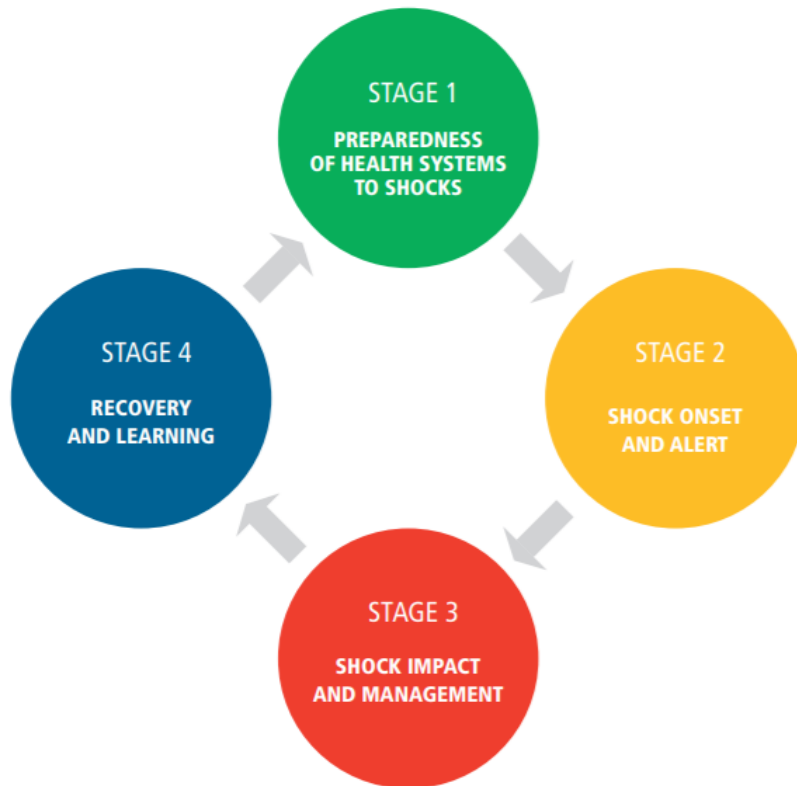 STAGE 1
PREPAREDNESS
OF HEALTH SYSTEMS
TO SHOCKS
STAGE 2
SHOCK ONSET
AND ALERT
STAGE 3
SHOCK IMPACT
AND MANAGEMENT
STAGE 4
RECOVERY
AND LEARNING